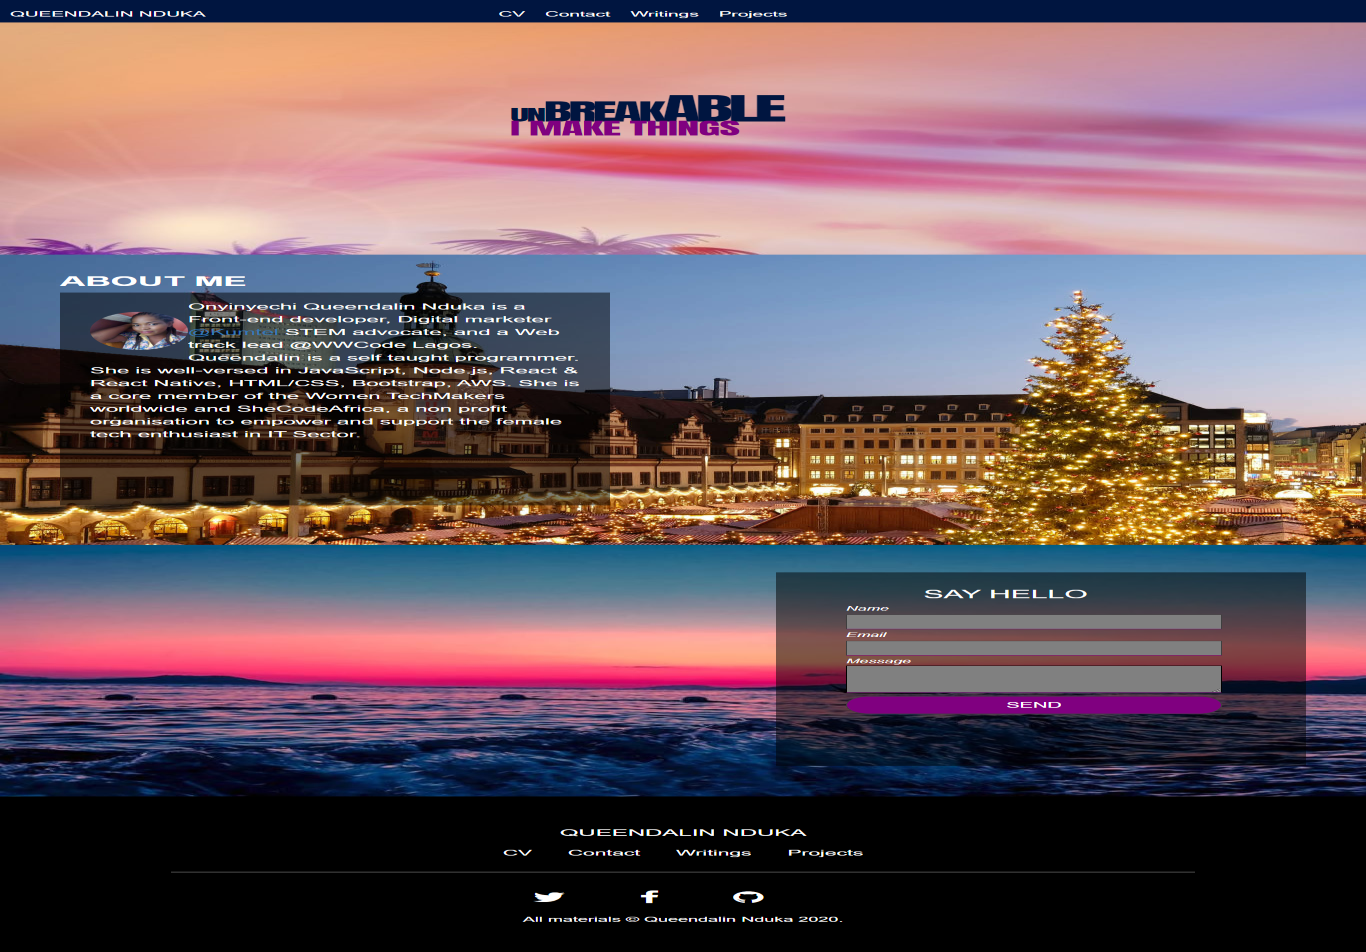 QUEENDALIN NDUKA
CV Contact Writings Projects
UNBREAKABLE
I MAKE THINGS
ABOUT ME
Onyinyechi Queendalin Nduka is a
Front-end developer, Digital marketer
STEM advocate, and a Web
track lead @WWCode Lagos.
Queendalin is a self taught programmer.
She is well-versed in JavaScript, Node.js, React &
React Native, HTML/CSS, Bootstrap, AWS. She is
a core member of the Women TechMakers
worldwide and SheCodeAfrica, a non profit
organisation to empower and support the female
tech enthusiast in IT Sector.
SAY HELLO
Name
Email
Message
SEND
QUEENDALIN NDUKA
CV Contact Writings Projects
All materials © Queendalin Nduka 2020.